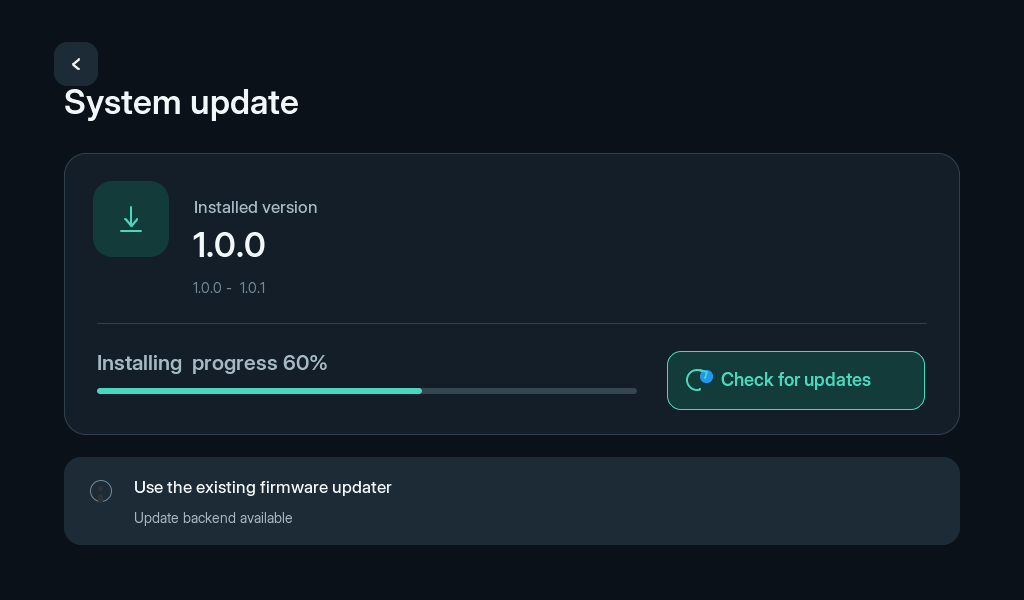 System update
Installed version
1.0.0
1.0.0 - 1.0.1
Installing progress 60%
Check for updates
Use the existing firmware updater
Update backend available